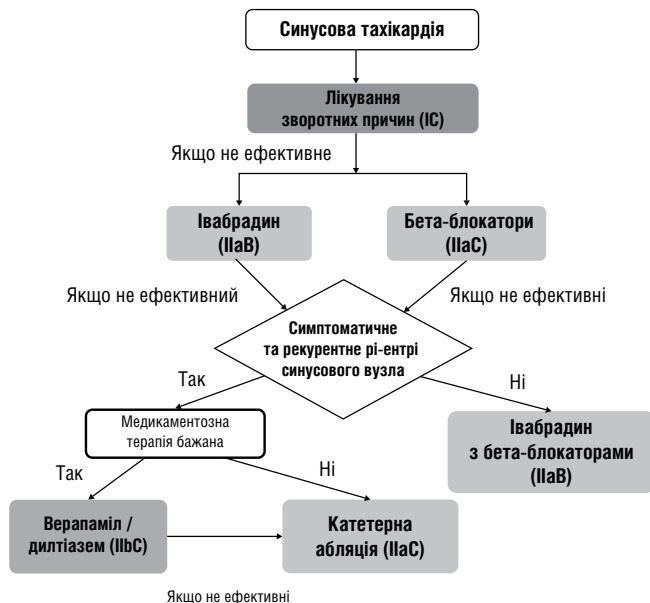 Синусова тахікардія
Лікування
зворотних причин (IC)
Якщо не ефективне
Івабрадин
(IIaB)
Бета-блокатори
(IIaC)
Якщо не ефективний
Якщо не ефективні
Симптоматичне
та рекурентне рі-ентрі
синусового вузла
Так
Ні
Медикаментозна
терапія бажана
Івабрадин
з бета-блокаторами
(IIaB)
Так
Ні
Верапаміл /
дилтіазем (IIbC)
Катетерна
абляція (IIaC)
Якщо не ефективні